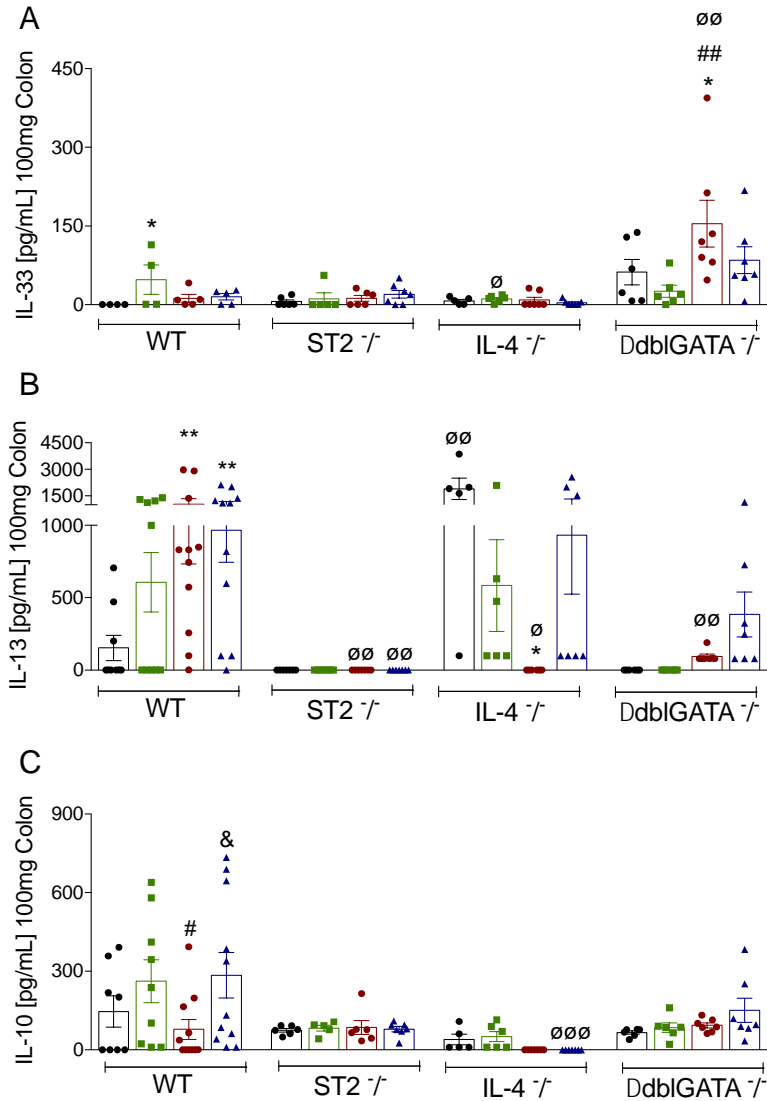 A
øø
##
*
450
300
150
0
IL-33 [pg/mL] 100mg Colon
*
ø
WT
ST2 -/-
IL-4 -/-
DdblGATA -/-
B
4500
3000
1500
1000
500
0
IL-13 [pg/mL] 100mg Colon
**
**
øø
øø
øø
ø
*
øø
WT
ST2 -/-
IL-4 -/-
DdblGATA -/-
C
900
600
300
0
IL-10 [pg/mL] 100mg Colon
&
#
øøø
WT
ST2 -/-
IL-4 -/-
DdblGATA -/-